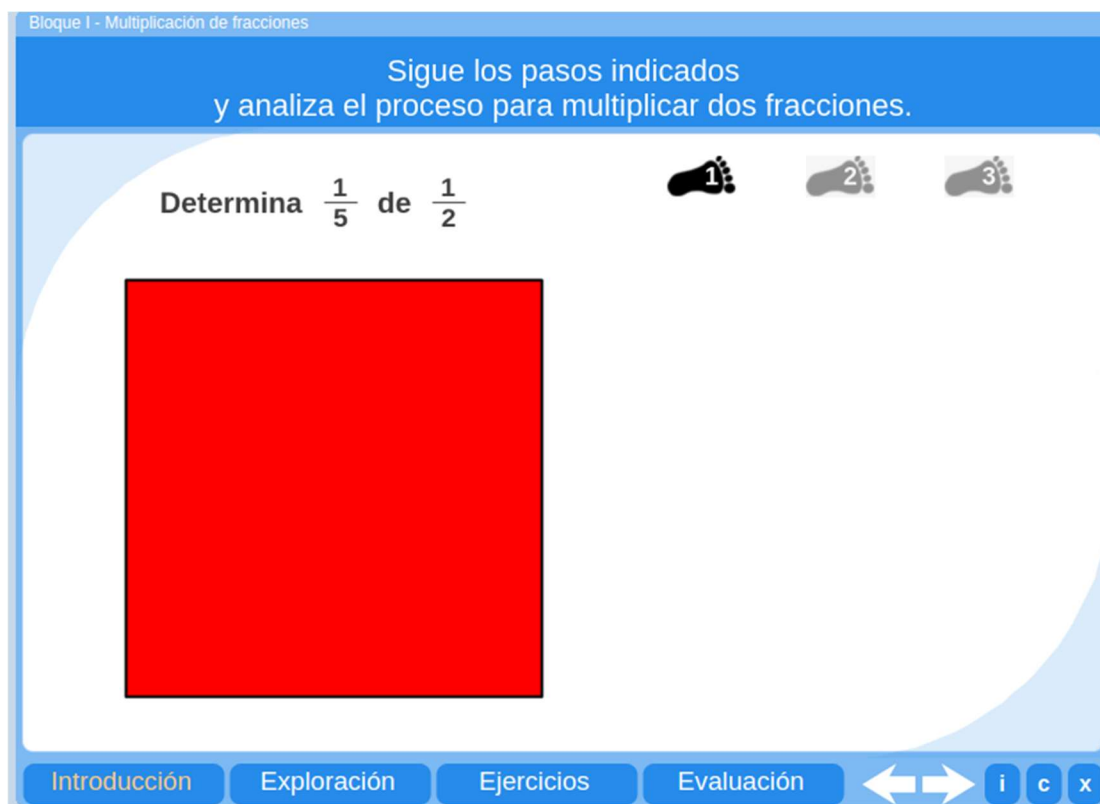 Bloque I - Multiplicación de fracciones
Sigue los pasos indicados
y analiza el proceso para multiplicar dos fracciones.
Determina 1/5 de 1/2
1 2 3
Introducción Exploración Ejercicios Evaluación i c x